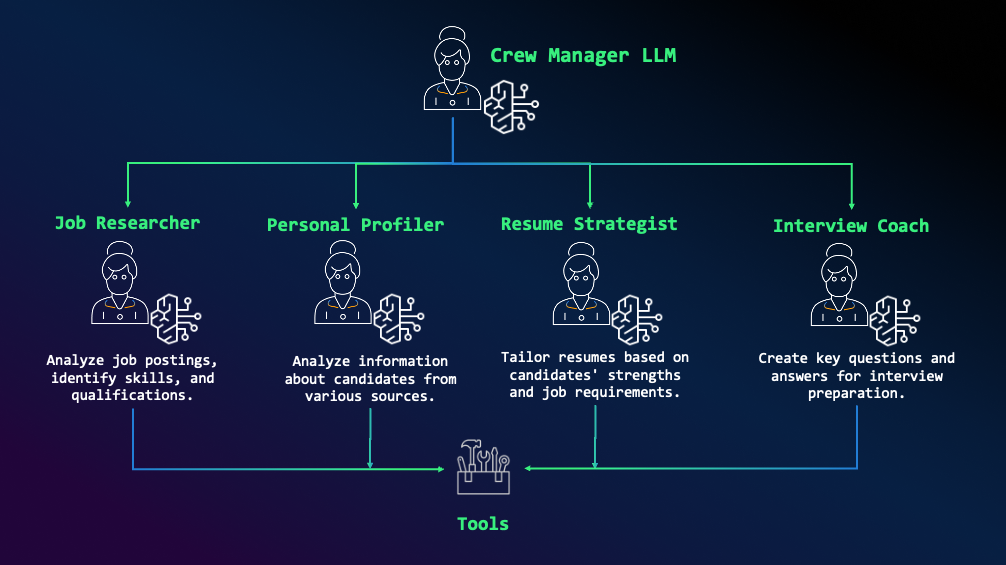 Crew Manager LLM
Job Researcher
Analyze job postings,
identify skills, and
qualifications.
Personal Profiler
Analyze information
about candidates from
various sources.
Resume Strategist
Tailor resumes based on
candidates' strengths
and job requirements.
Interview Coach
Create key questions and
answers for interview
preparation.
Tools